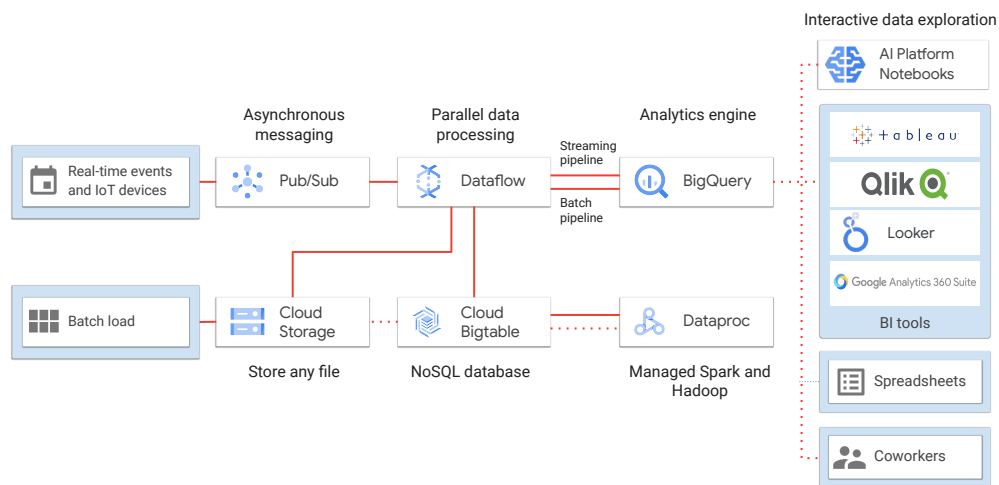 Interactive data exploration
AI Platform
Notebooks
Asynchronous
messaging
Parallel data
processing
Analytics engine
Streaming
pipeline
Real-time events
and IoT devices
Pub/Sub
Dataflow
BigQuery
Batch
pipeline
+ableau
Qlik
Looker
Google Analytics 360 Suite
BI tools
Batch load
Cloud
Storage
Cloud
Bigtable
Dataproc
Store any file
NoSQL database
Managed Spark and
Hadoop
Spreadsheets
Coworkers